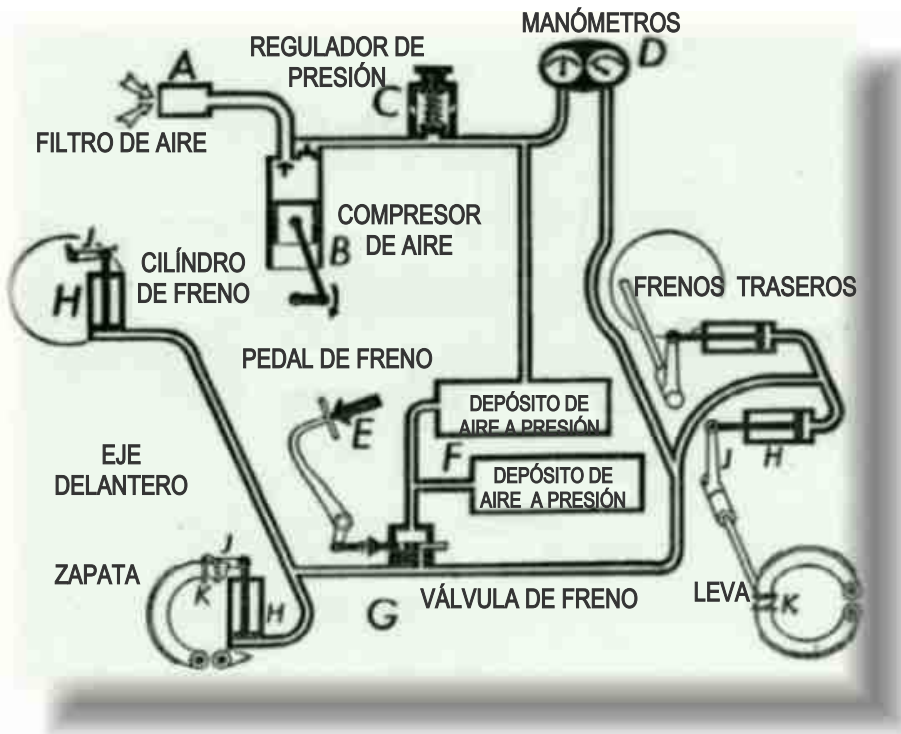 MANÓMETROS
REGULADOR DE
PRESIÓN
A
C
D
FILTRO DE AIRE
COMPRESOR
DE AIRE
B
J
CILÍNDRO
DE FRENO
H
FRENOS TRASEROS
PEDAL DE FRENO
E
DEPÓSITO DE
AIRE A PRESIÓN
F
DEPÓSITO DE
AIRE A PRESIÓN
J
H
EJE
DELANTERO
ZAPATA
J
K
H
G
VÁLVULA DE FRENO
LEVA
K